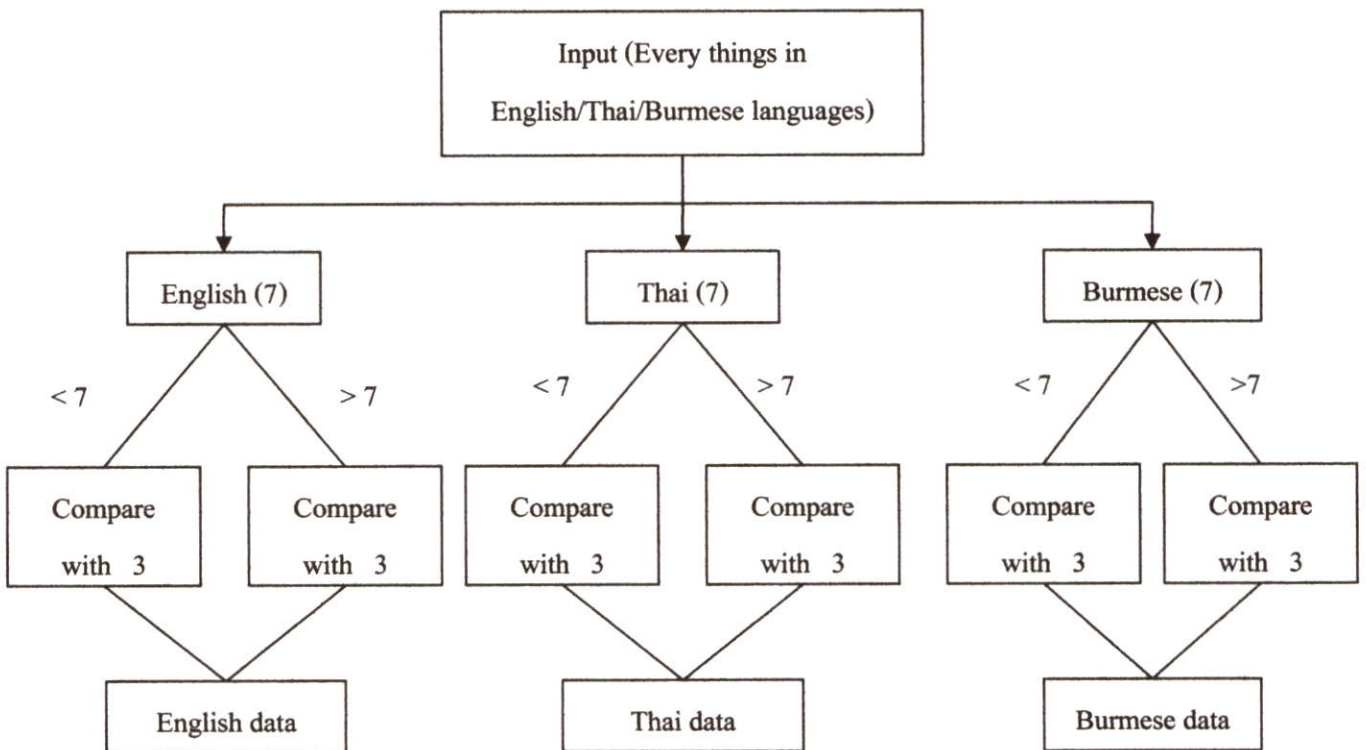 Input (Every things in
English/Thai/Burmese languages)
English (7)
Thai (7)
Burmese (7)
< 7
> 7
< 7
> 7
< 7
>7
Compare
with 3
Compare
with 3
Compare
with 3
Compare
with 3
Compare
with 3
Compare
with 3
English data
Thai data
Burmese data